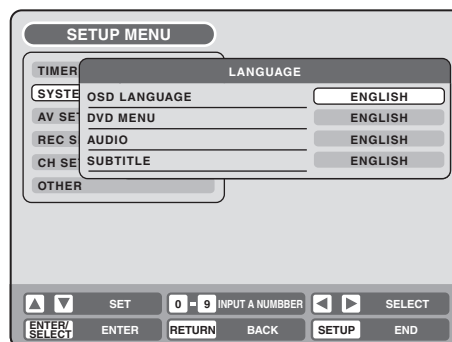 SETUP MENU
TIMER
LANGUAGE
SYSTE
OSD LANGUAGE ENGLISH
AV SET
DVD MENU ENGLISH
REC S
AUDIO ENGLISH
CH SE
SUBTITLE ENGLISH
OTHER
SET 0 - 9 INPUT A NUMBBER SELECT
ENTER/SELECT ENTER RETURN BACK SETUP END